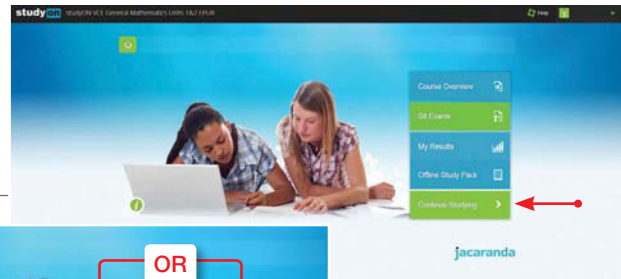 studyon studyON VCE General Mathematics Units 1&2 EPUB
Help
Course Overview
Sit Exams
My Results
Offline Study Pack
Continue Studying
jacaranda
OR